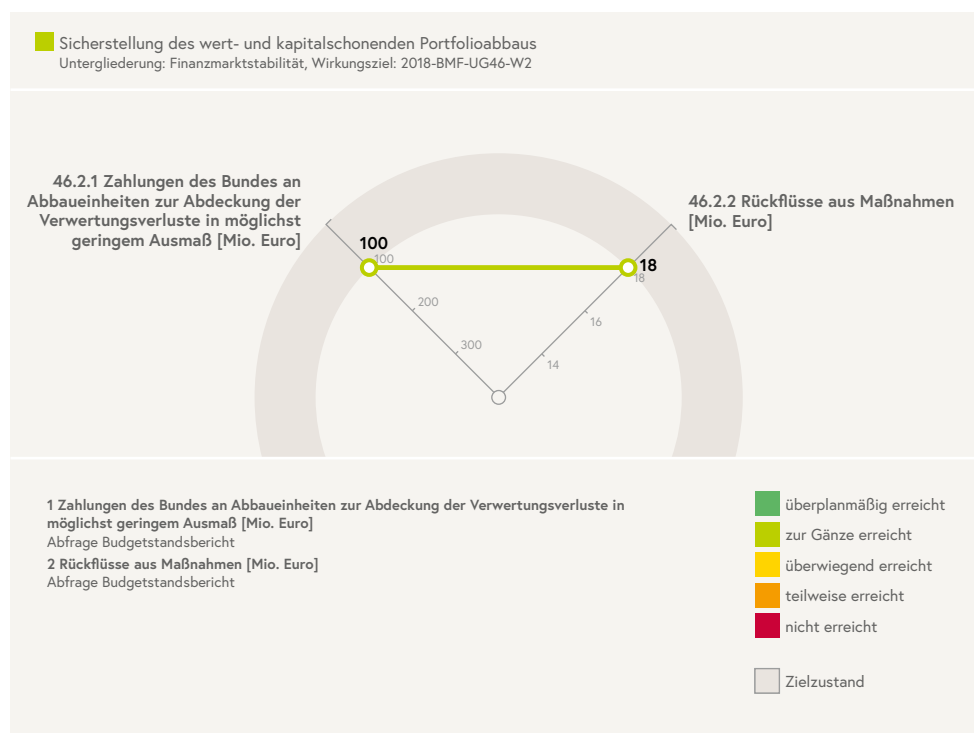 Sicherstellung des wert- und kapitalschonenden Portfolioabbaus
Untergliederung: Finanzmarktstabilität, Wirkungsziel: 2018-BMF-UG46-W2
46.2.1 Zahlungen des Bundes an
Abbaueinheiten zur Abdeckung der
Verwertungsverluste in möglichst
geringem Ausmaß [Mio. Euro]
46.2.2 Rückflüsse aus Maßnahmen
[Mio. Euro]
100
100
200
300
18
18
16
14
1 Zahlungen des Bundes an Abbaueinheiten zur Abdeckung der Verwertungsverluste in
möglichst geringem Ausmaß [Mio. Euro]
Abfrage Budgetstandsbericht
2 Rückflüsse aus Maßnahmen [Mio. Euro]
Abfrage Budgetstandsbericht
überplanmäßig erreicht
zur Gänze erreicht
überwiegend erreicht
teilweise erreicht
nicht erreicht
Zielzustand